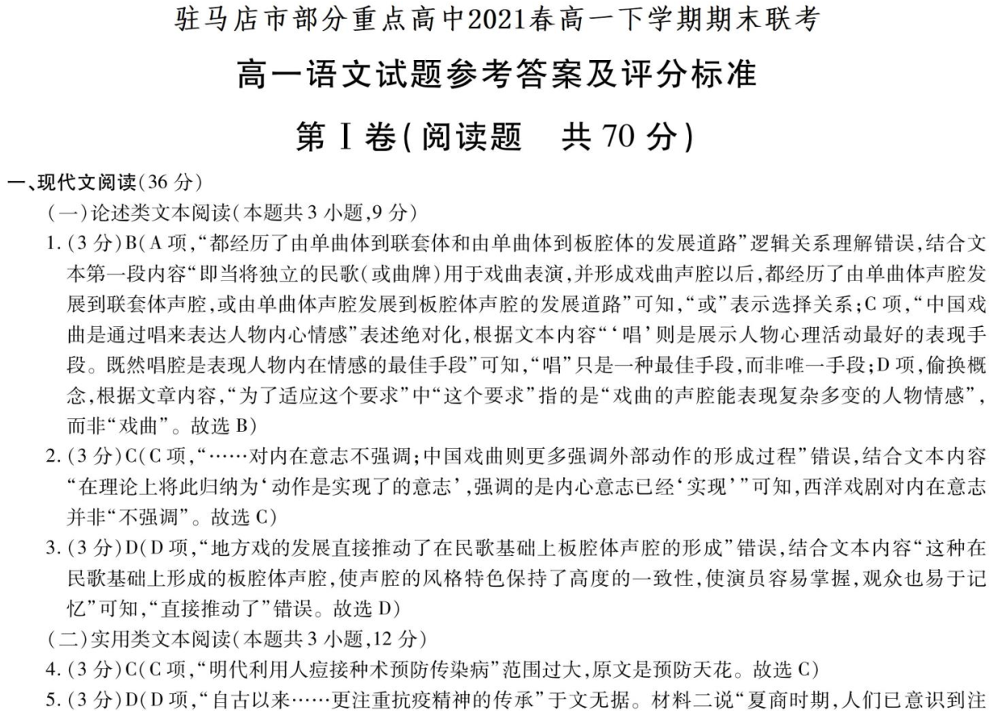 驻马店市部分重点高中2021春高一下学期期末联考
高一语文试题参考答案及评分标准
第Ⅰ卷(阅读题　共 70 分)
一、现代文阅读(36 分)
(一)论述类文本阅读(本题共 3 小题,9 分)
1. (3 分)B(A 项,“都经历了由单曲体到联套体和由单曲体到板腔体的发展道路”逻辑关系理解错误,结合文
本第一段内容“即当将独立的民歌(或曲牌)用于戏曲表演,并形成戏曲声腔以后,都经历了由单曲体声腔发
展到联套体声腔,或由单曲体声腔发展到板腔体声腔的发展道路”可知,“或”表示选择关系;C 项,“中国戏
曲是通过唱来表达人物内心情感”表述绝对化,根据文本内容“‘唱’则是展示人物心理活动最好的表现手
段。既然唱腔是表现人物内在情感的最佳手段”可知,“唱”只是一种最佳手段,而非唯一手段;D 项,偷换概
念,根据文章内容,“为了适应这个要求”中“这个要求”指的是“戏曲的声腔能表现复杂多变的人物情感”,
而非“戏曲”。故选 B)
2. (3 分)C(C 项,“……对内在意志不强调;中国戏曲则更多强调外部动作的形成过程”错误,结合文本内容
“在理论上将此归纳为‘动作是实现了的意志’,强调的是内心意志已经‘实现’”可知,西洋戏剧对内在意志
并非“不强调”。故选 C)
3. (3 分)D(D 项,“地方戏的发展直接推动了在民歌基础上板腔体声腔的形成”错误,结合文本内容“这种在
民歌基础上形成的板腔体声腔,使声腔的风格特色保持了高度的一致性,使演员容易掌握,观众也易于记
忆”可知,“直接推动了”错误。故选 D)
(二)实用类文本阅读(本题共 3 小题,12 分)
4. (3 分)C(C 项,“明代利用人痘接种术预防传染病”范围过大,原文是预防天花。故选 C)
5. (3 分)D(D 项,“自古以来……更注重抗疫精神的传承”于文无据。材料二说“夏商时期,人们已意识到注